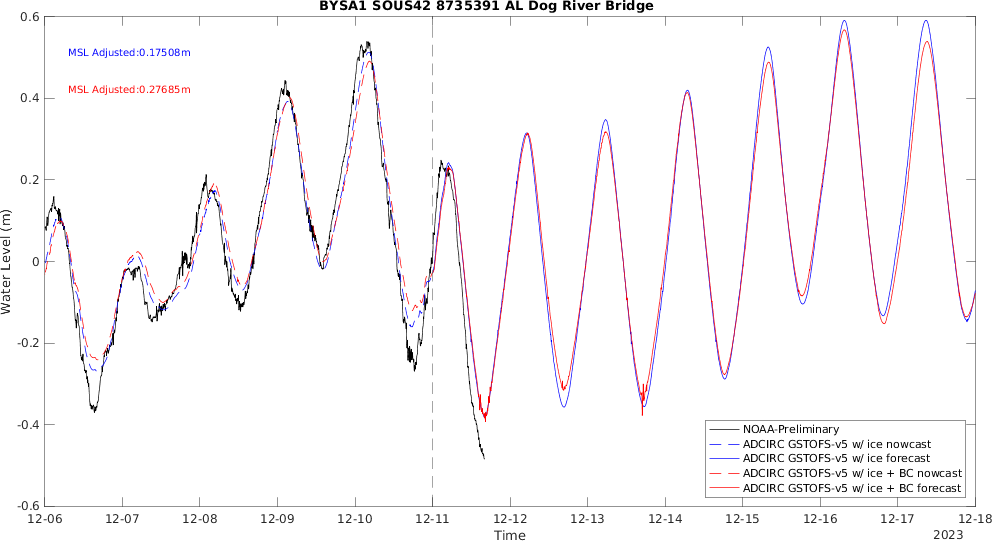 BYSA1 SOUS42 8735391 AL Dog River Bridge
MSL Adjusted:0.17508m
MSL Adjusted:0.27685m
Water Level (m)
0.6
0.4
0.2
0
-0.2
-0.4
-0.6
NOAA-Preliminary
ADCIRC GSTOFS-v5 w/ ice nowcast
ADCIRC GSTOFS-v5 w/ ice forecast
ADCIRC GSTOFS-v5 w/ ice + BC nowcast
ADCIRC GSTOFS-v5 w/ ice + BC forecast
12-06 12-07 12-08 12-09 12-10 12-11 12-12 12-13 12-14 12-15 12-16 12-17 12-18
Time
2023